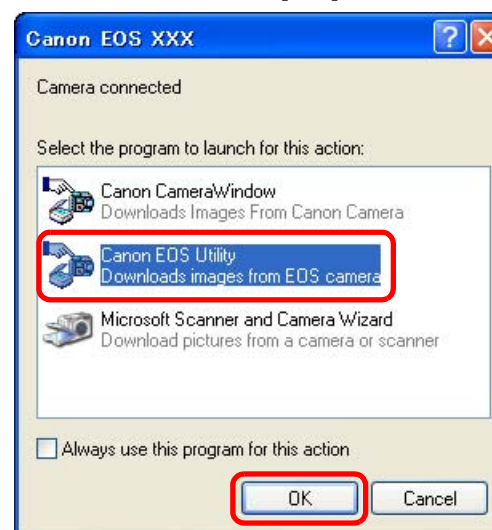 Canon EOS XXX
Camera connected
Select the program to launch for this action:
Canon CameraWindow
Downloads Images From Canon Camera
Canon EOS Utility
Downloads images from EOS camera
Microsoft Scanner and Camera Wizard
Download pictures from a camera or scanner
Always use this program for this action
OK
Cancel